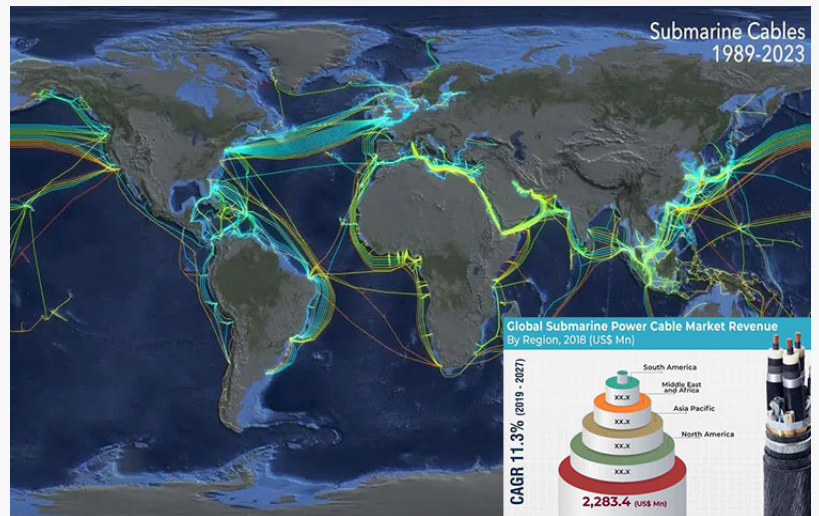 Submarine Cables
1989-2023
Global Submarine Power Cable Market Revenue
By Region, 2018 (US$ Mn)
CAGR 11.3% (2019 - 2027)
South America
Middle East
and Africa
xx.x
Asia Pacific
xx.x
North America
xx.x
xx.x
2,283.4 (US$ Mn)